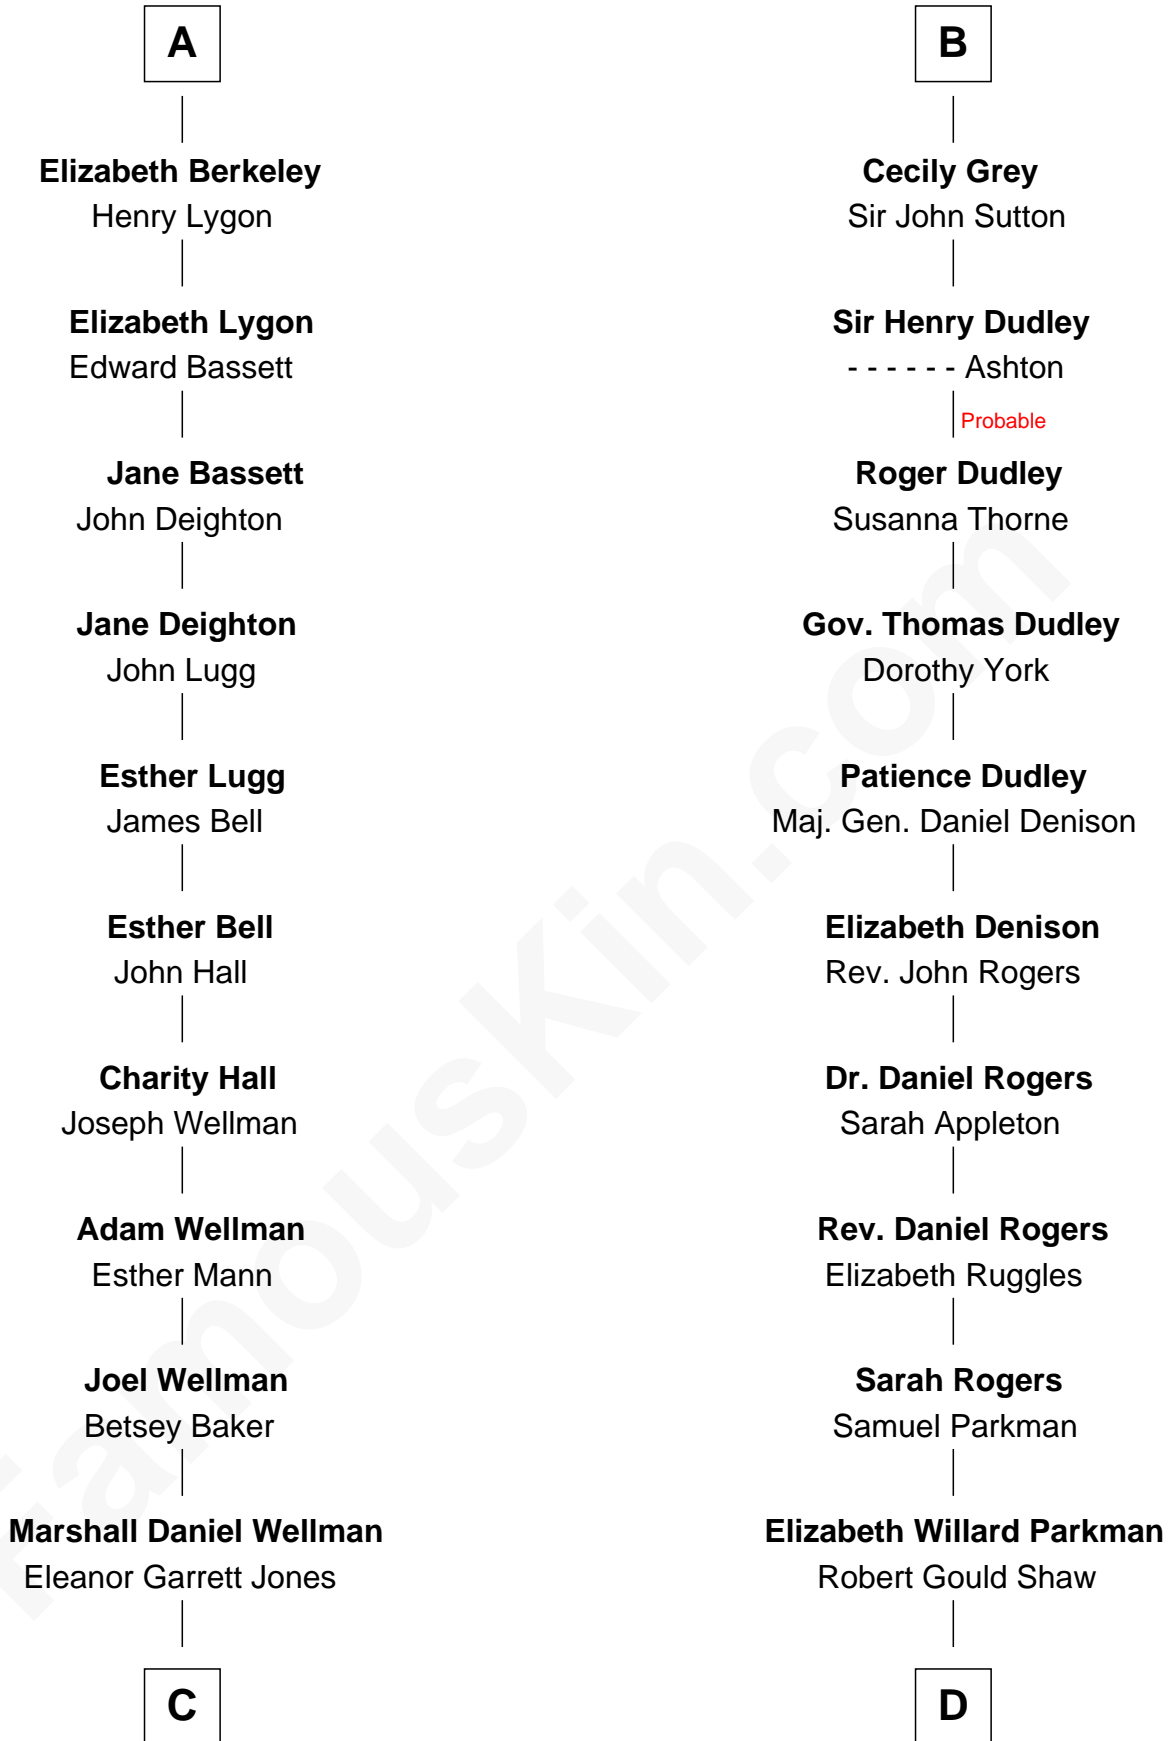 A
Elizabeth Berkeley
Henry Lygon
Elizabeth Lygon
Edward Bassett
Jane Bassett
John Deighton
Jane Deighton
John Lugg
Esther Lugg
James Bell
Esther Bell
John Hall
Charity Hall
Joseph Wellman
Adam Wellman
Esther Mann
Joel Wellman
Betsey Baker
Marshall Daniel Wellman
Eleanor Garrett Jones
C
B
Cecily Grey
Sir John Sutton
Sir Henry Dudley
- - - - - - Ashton
Probable
Roger Dudley
Susanna Thorne
Gov. Thomas Dudley
Dorothy York
Patience Dudley
Maj. Gen. Daniel Denison
Elizabeth Denison
Rev. John Rogers
Dr. Daniel Rogers
Sarah Appleton
Rev. Daniel Rogers
Elizabeth Ruggles
Sarah Rogers
Samuel Parkman
Elizabeth Willard Parkman
Robert Gould Shaw
D
FamousKin.com